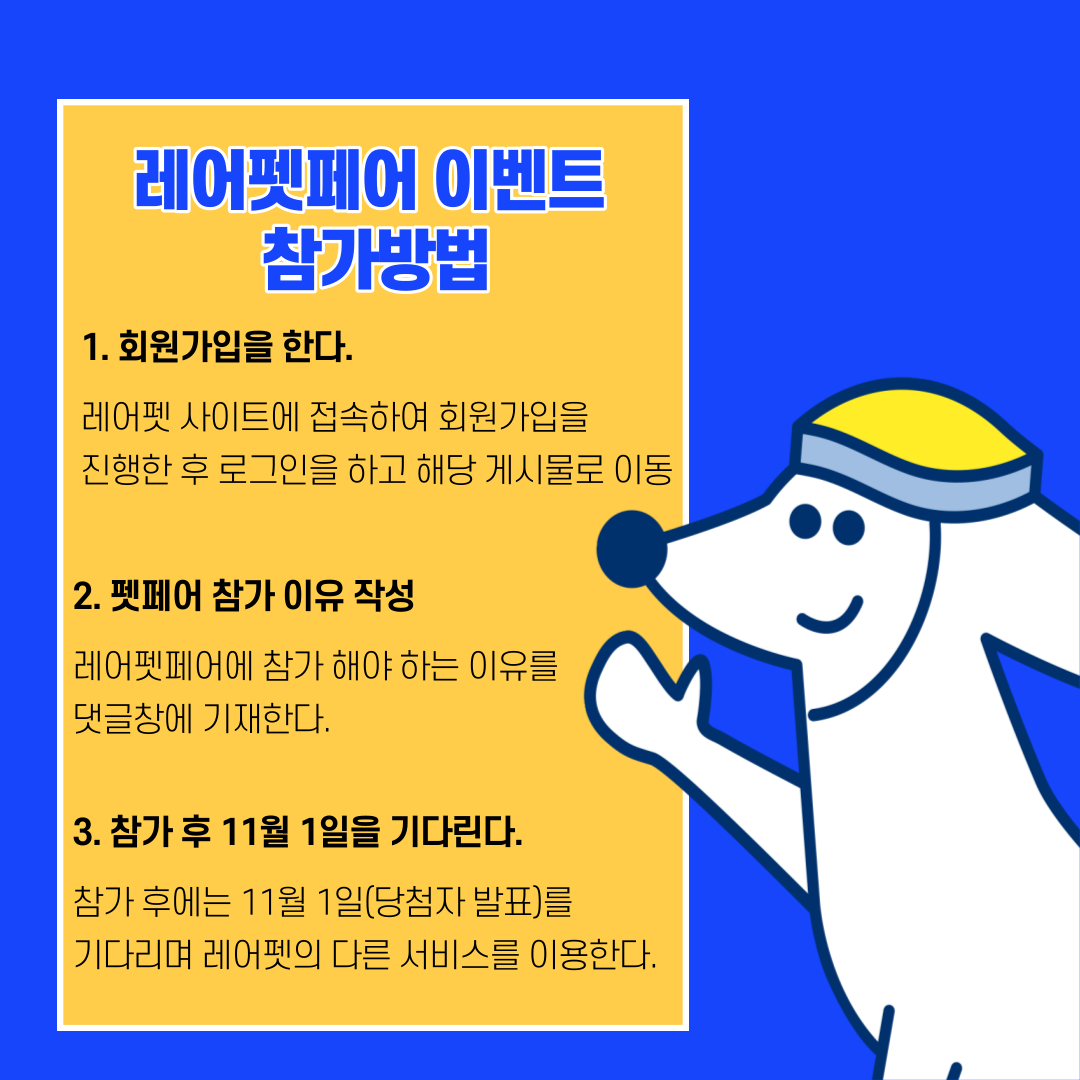 레어펫페어 이벤트
참가방법
1. 회원가입을 한다.
레어펫 사이트에 접속하여 회원가입을
진행한 후 로그인을 하고 해당 게시물로 이동
2. 펫페어 참가 이유 작성
레어펫페어에 참가 해야 하는 이유를
댓글창에 기재한다.
3. 참가 후 11월 1일을 기다린다.
참가 후에는 11월 1일(당첨자 발표)를
기다리며 레어펫의 다른 서비스를 이용한다.